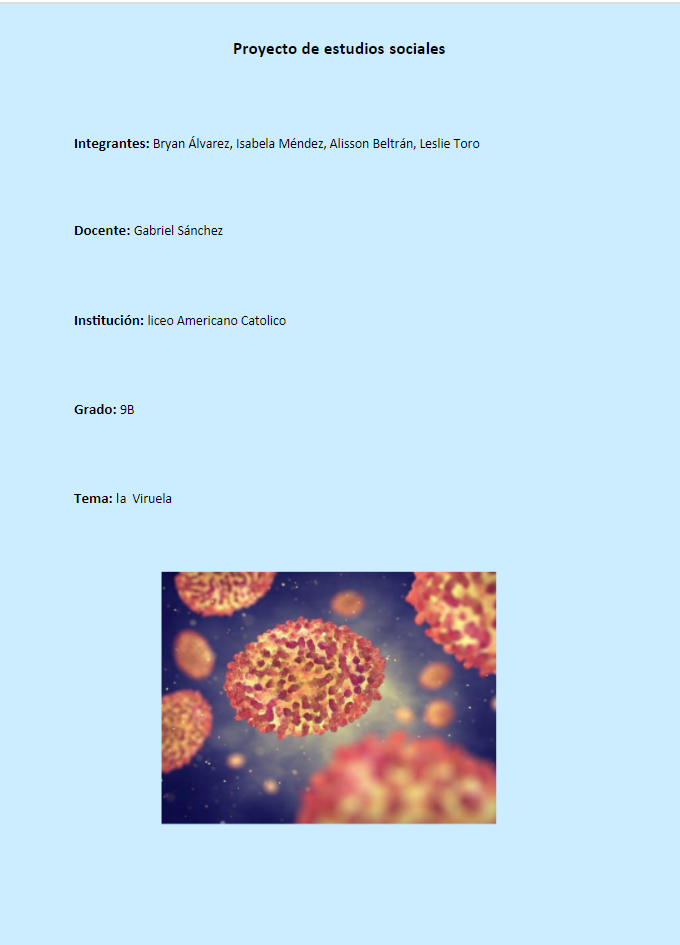 Proyecto de estudios sociales
Integrantes: Bryan Álvarez, Isabela Méndez, Alisson Beltrán, Leslie Toro
Docente: Gabriel Sánchez
Institución: liceo Americano Catolico
Grado: 9B
Tema: la Viruela